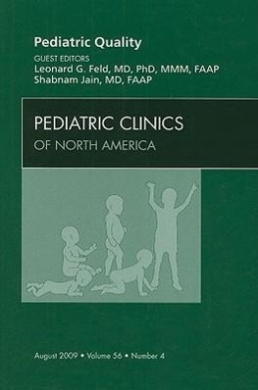 Pediatric Quality
GUEST EDITORS
Leonard G. Feld, MD, PhD, MMM, FAAP
Shabnam Jain, MD, FAAP
PEDIATRIC CLINICS
OF NORTH AMERICA
August 2009 • Volume 56 • Number 4